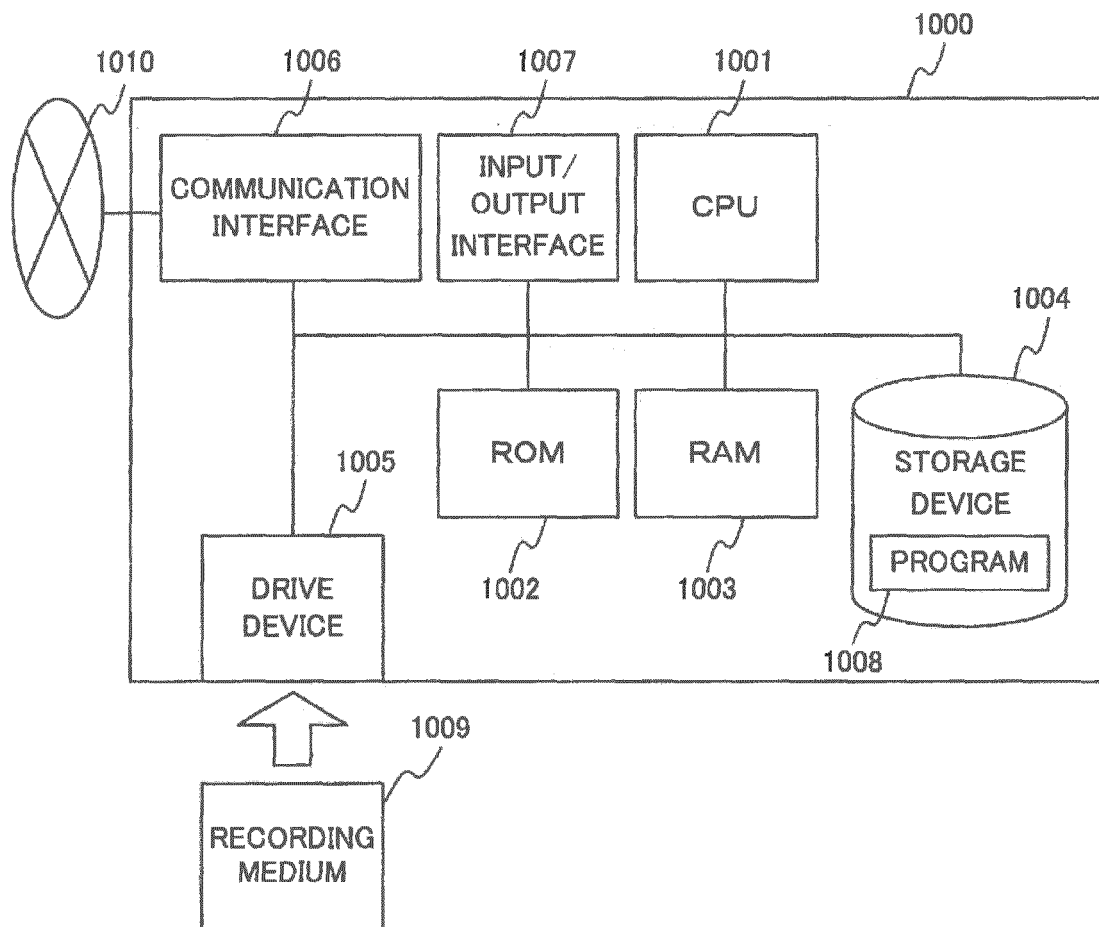 1000
1010
1006
1007
1001
COMMUNICATION
INTERFACE
INPUT/
OUTPUT
INTERFACE
CPU
1004
ROM
RAM
STORAGE
DEVICE
PROGRAM
1005
1002
1003
1008
DRIVE
DEVICE
1009
RECORDING
MEDIUM